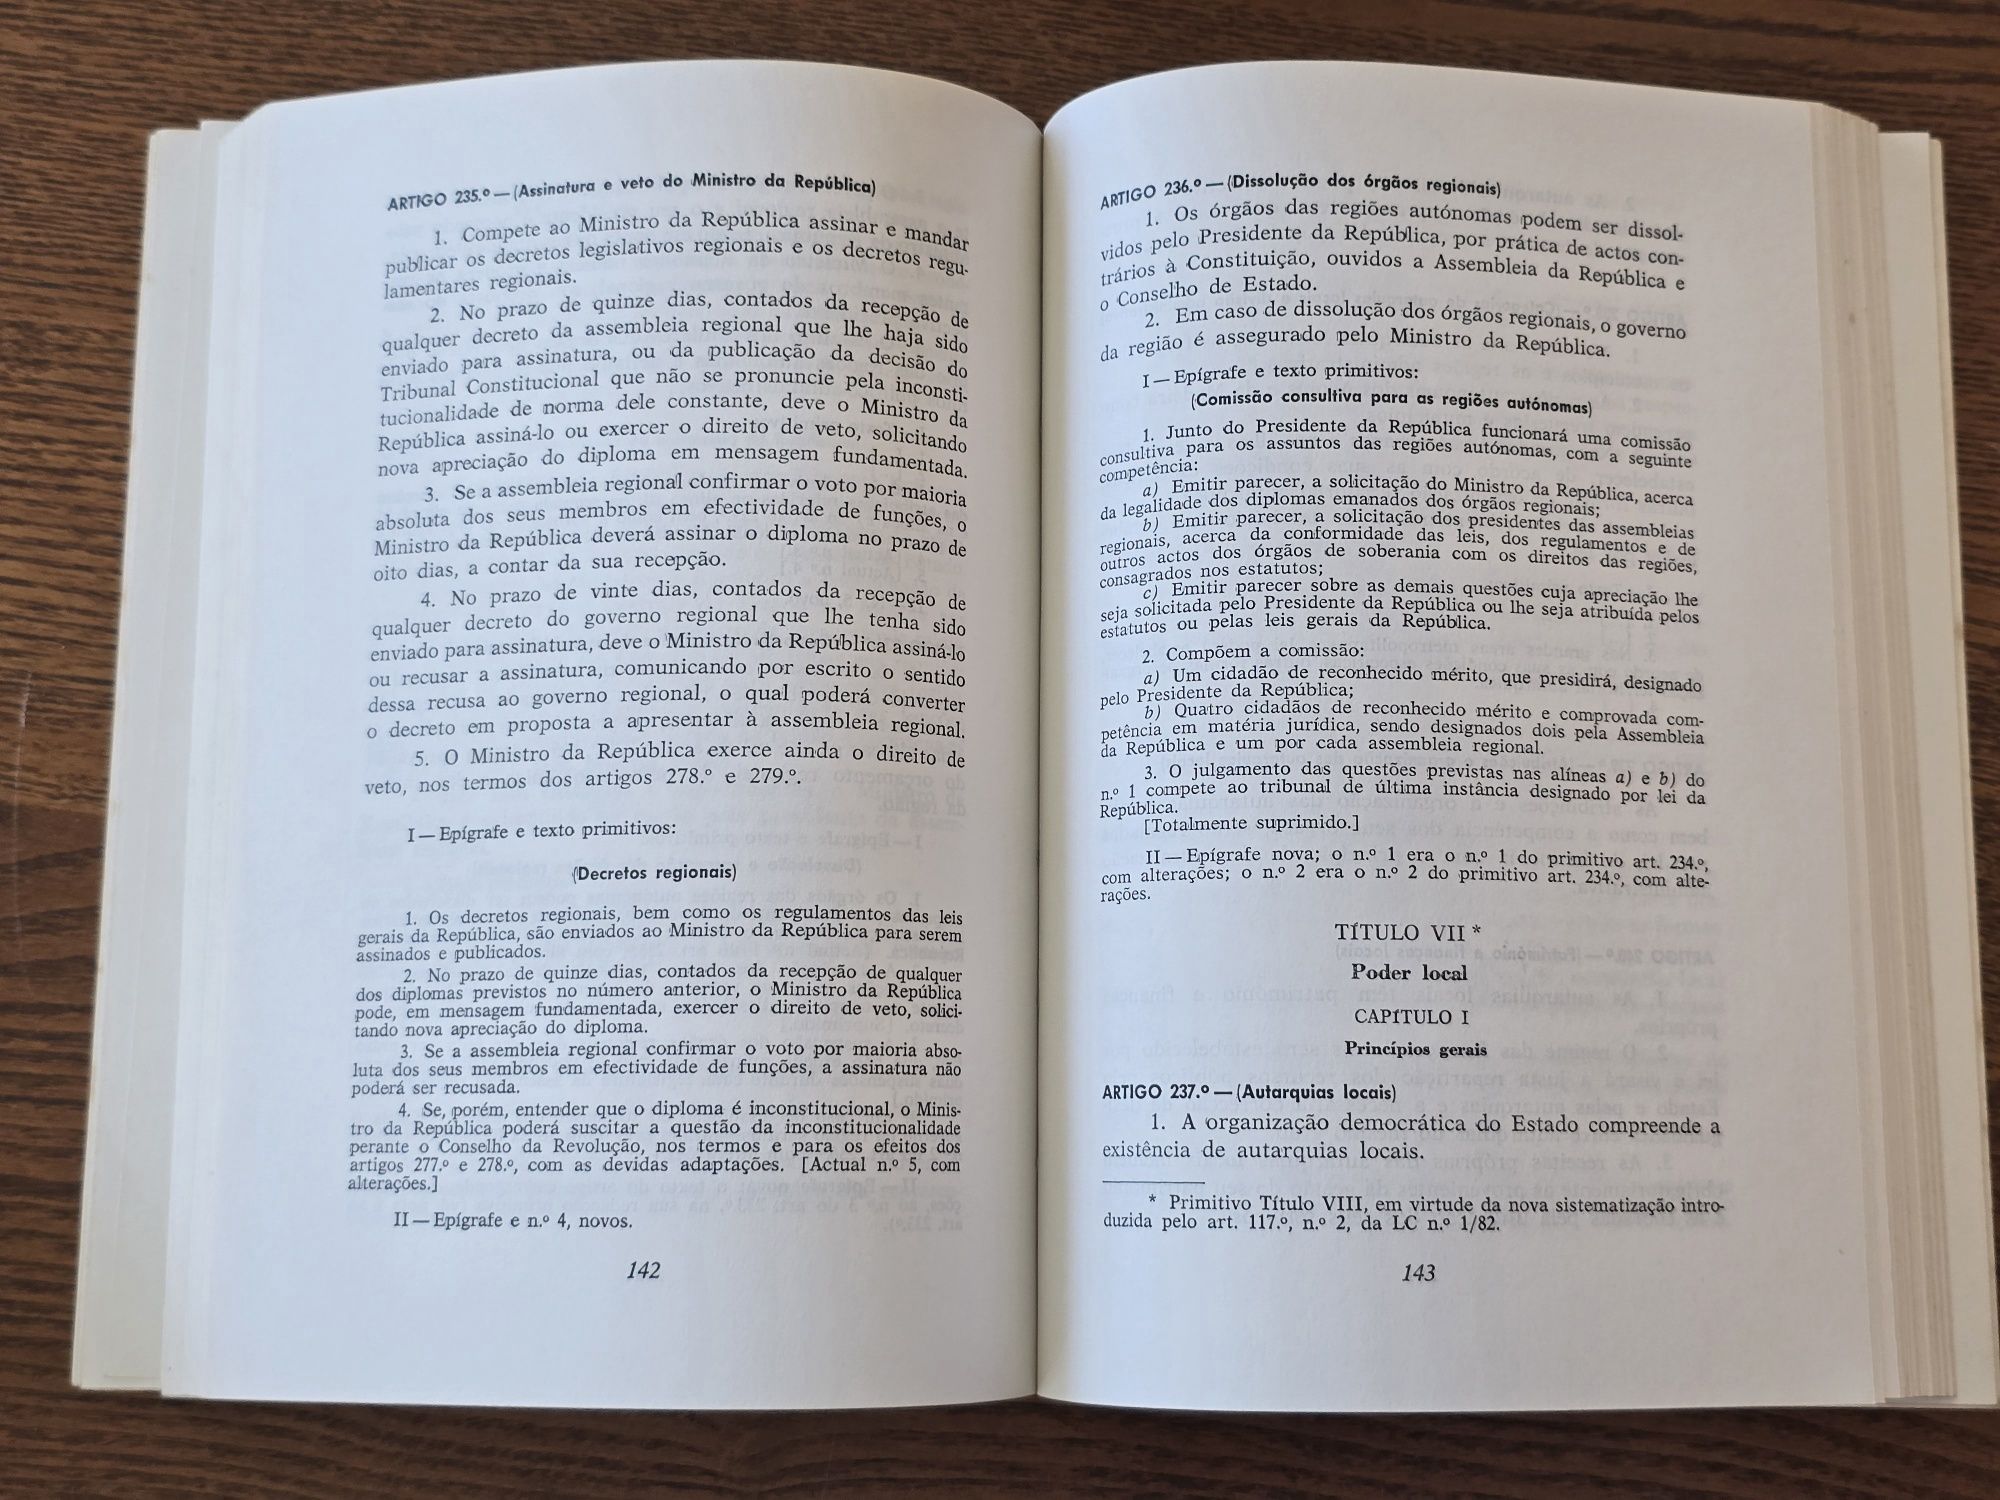 ARTIGO 235.º — (Assinatura e veto do Ministro da República)
1. Compete ao Ministro da República assinar e mandar
publicar os decretos legislativos regionais e os decretos regu-
lamentares regionais.
2. No prazo de quinze dias, contados da recepção de
qualquer decreto da assembleia regional que lhe haja sido
enviado para assinatura, ou da publicação da decisão do
Tribunal Constitucional que não se pronuncie pela inconsti-
tucionalidade de norma dele constante, deve o Ministro da
República assiná-lo ou exercer o direito de veto, solicitando
nova apreciação do diploma em mensagem fundamentada.
3. Se a assembleia regional confirmar o voto por maioria
absoluta dos seus membros em efectividade de funções, o
Ministro da República deverá assinar o diploma no prazo de
oito dias, a contar da sua recepção.
4. No prazo de vinte dias, contados da recepção de
qualquer decreto do governo regional que lhe tenha sido
enviado para assinatura, deve o Ministro da República assiná-lo
ou recusar a assinatura, comunicando por escrito o sentido
dessa recusa ao governo regional, o qual poderá converter
o decreto em proposta a apresentar à assembleia regional.
5. O Ministro da República exerce ainda o direito de
veto, nos termos dos artigos 278.º e 279.º.
I — Epígrafe e texto primitivos:
(Decretos regionais)
1. Os decretos regionais, bem como os regulamentos das leis
gerais da República, são enviados ao Ministro da República para serem
assinados e publicados.
2. No prazo de quinze dias, contados da recepção de qualquer
dos diplomas previstos no número anterior, o Ministro da República
pode, em mensagem fundamentada, exercer o direito de veto, solici-
tando nova apreciação do diploma.
3. Se a assembleia regional confirmar o voto por maioria abso-
luta dos seus membros em efectividade de funções, a assinatura não
poderá ser recusada.
4. Se, porém, entender que o diploma é inconstitucional, o Minis-
tro da República poderá suscitar a questão da inconstitucionalidade
perante o Conselho da Revolução, nos termos e para os efeitos dos
artigos 277.º e 278.º, com as devidas adaptações. [Actual n.º 5, com
alterações.]
II — Epígrafe e n.º 4, novos.
142
ARTIGO 236.º — (Dissolução dos órgãos regionais)
1. Os órgãos das regiões autónomas podem ser dissol-
vidos pelo Presidente da República, por prática de actos con-
trários à Constituição, ouvidos a Assembleia da República e
o Conselho de Estado.
2. Em caso de dissolução dos órgãos regionais, o governo
da região é assegurado pelo Ministro da República.
I — Epígrafe e texto primitivos:
(Comissão consultiva para as regiões autónomas)
1. Junto do Presidente da República funcionará uma comissão
consultiva para os assuntos das regiões autónomas, com a seguinte
competência:
a) Emitir parecer, a solicitação do Ministro da República, acerca
da legalidade dos diplomas emanados dos órgãos regionais;
b) Emitir parecer, a solicitação dos presidentes das assembleias
regionais, acerca da conformidade das leis, dos regulamentos e de
outros actos dos órgãos de soberania com os direitos das regiões,
consagrados nos estatutos;
c) Emitir parecer sobre as demais questões cuja apreciação lhe
seja solicitada pelo Presidente da República ou lhe seja atribuída pelos
estatutos ou pelas leis gerais da República.
2. Compõem a comissão:
a) Um cidadão de reconhecido mérito, que presidirá, designado
pelo Presidente da República;
b) Quatro cidadãos de reconhecido mérito e comprovada com-
petência em matéria jurídica, sendo designados dois pela Assembleia
da República e um por cada assembleia regional.
3. O julgamento das questões previstas nas alíneas a) e b) do
n.º 1 compete ao tribunal de última instância designado por lei da
República.
[Totalmente suprimido.]
II — Epígrafe nova; o n.º 1 era o n.º 1 do primitivo art. 234.º,
com alterações; o n.º 2 era o n.º 2 do primitivo art. 234.º, com alte-
rações.
TÍTULO VII *
Poder local
CAPÍTULO I
Princípios gerais
ARTIGO 237.º — (Autarquias locais)
1. A organização democrática do Estado compreende a
existência de autarquias locais.
* Primitivo Título VIII, em virtude da nova sistematização intro-
duzida pelo art. 117.º, n.º 2, da LC n.º 1/82.
143